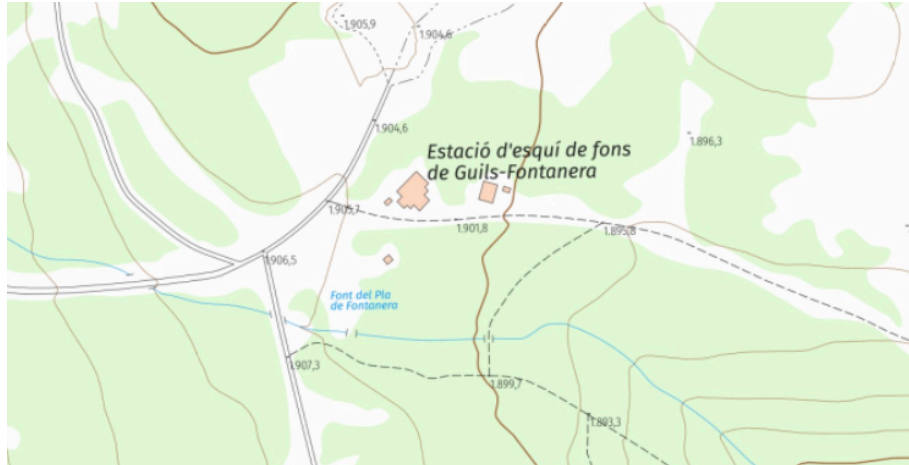 1.905,9
1.904,6
1.904,6
1.896,3
Estació d'esquí de fons
de Guils-Fontanera
1.905,7
1.901,8
1.895,8
1.906,5
Font del Pla
de Fontanera
1.907,3
1.899,7
1.893,3